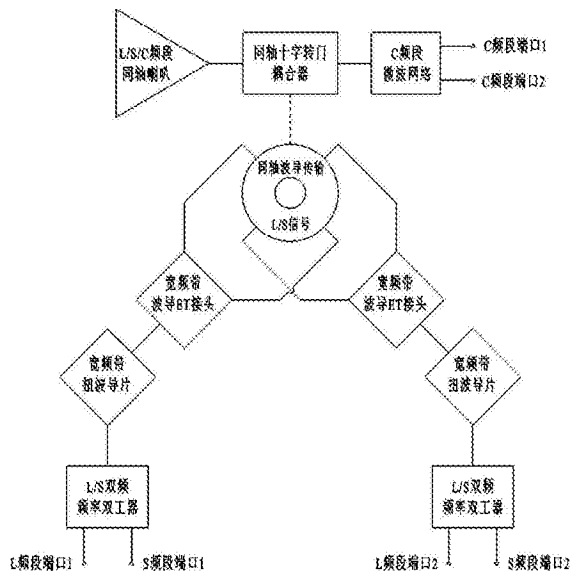 L/S/C频段
同轴喇叭
同轴十字转门
耦合器
C频段
微波网络
C频段端口1
C频段端口2
同轴波导传输
L/S信号
宽频带
波导ET接头
宽频带
波导ET接头
宽频带
扭波导片
宽频带
扭波导片
L/S双频
频率双工器
L/S双频
频率双工器
L频段端口1
S频段端口1
L频段端口2
S频段端口2